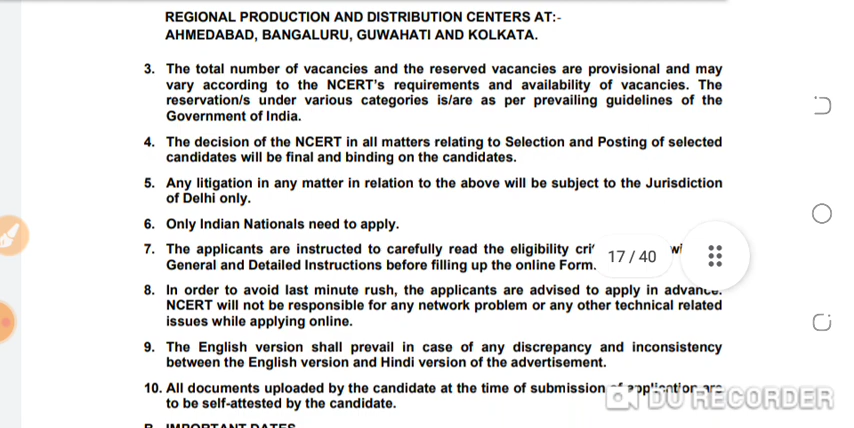 REGIONAL PRODUCTION AND DISTRIBUTION CENTERS AT:-
AHMEDABAD, BANGALURU, GUWAHATI AND KOLKATA.
3. The total number of vacancies and the reserved vacancies are provisional and may
vary according to the NCERT's requirements and availability of vacancies. The
reservation/s under various categories is/are as per prevailing guidelines of the
Government of India.
4. The decision of the NCERT in all matters relating to Selection and Posting of selected
candidates will be final and binding on the candidates.
5. Any litigation in any matter in relation to the above will be subject to the Jurisdiction
of Delhi only.
6. Only Indian Nationals need to apply.
7. The applicants are instructed to carefully read the eligibility
17 / 40
General and Detailed Instructions before filling up the online Form.
8. In order to avoid last minute rush, the applicants are advised to apply in advance.
NCERT will not be responsible for any network problem or any other technical related
issues while applying online.
9. The English version shall prevail in case of any discrepancy and inconsistency
between the English version and Hindi version of the advertisement.
10. All documents uploaded by the candidate at the time of submission of application are
to be self-attested by the candidate.
DU RECORDER
B. IMPORTANT DATES